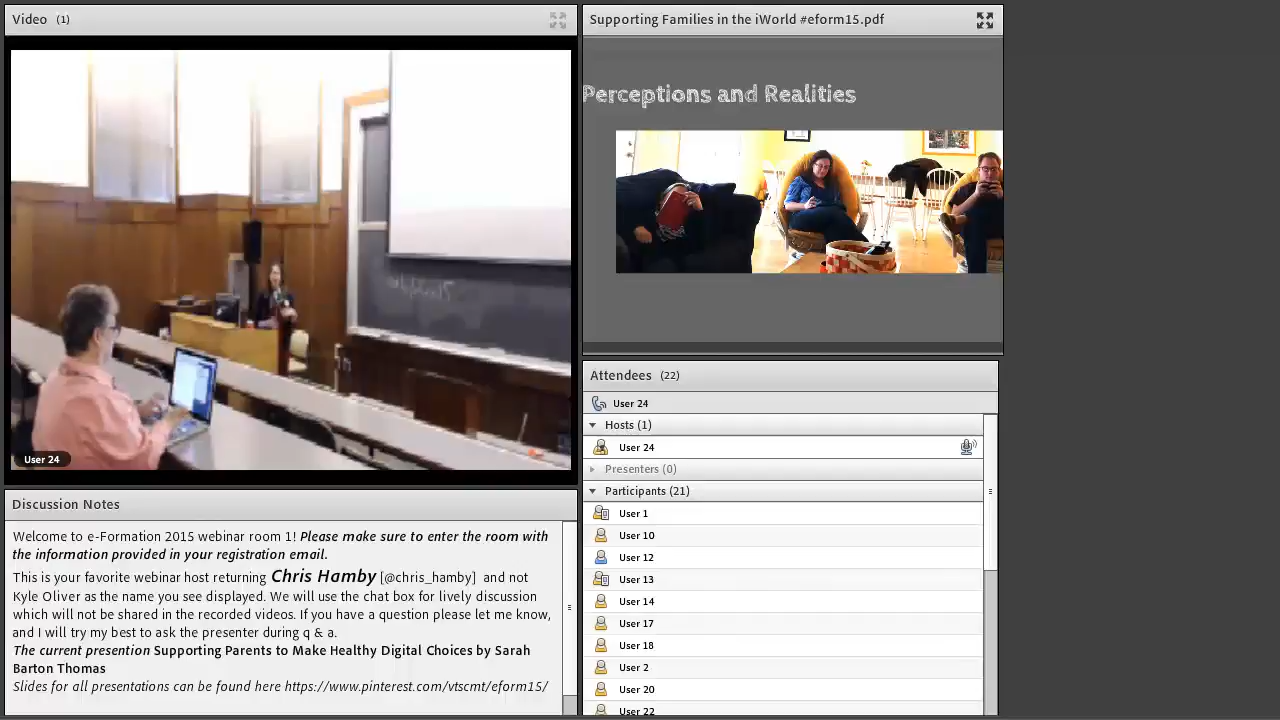 Video (1)
User 24
Discussion Notes
Welcome to e-Formation 2015 webinar room 1! Please make sure to enter the room with
the information provided in your registration email.
This is your favorite webinar host returning Chris Hamby [@chris_hamby] and not
Kyle Oliver as the name you see displayed. We will use the chat box for lively discussion
which will not be shared in the recorded videos. If you have a question please let me know,
and I will try my best to ask the presenter during q & a.
The current presention Supporting Parents to Make Healthy Digital Choices by Sarah
Barton Thomas
Slides for all presentations can be found here https://www.pinterest.com/vtscmt/eform15/
Supporting Families in the iWorld #eform15.pdf
Perceptions and Realities
Attendees (22)
User 24
Hosts (1)
User 24
Presenters (0)
Participants (21)
User 1
User 10
User 12
User 13
User 14
User 17
User 18
User 2
User 20
User 22